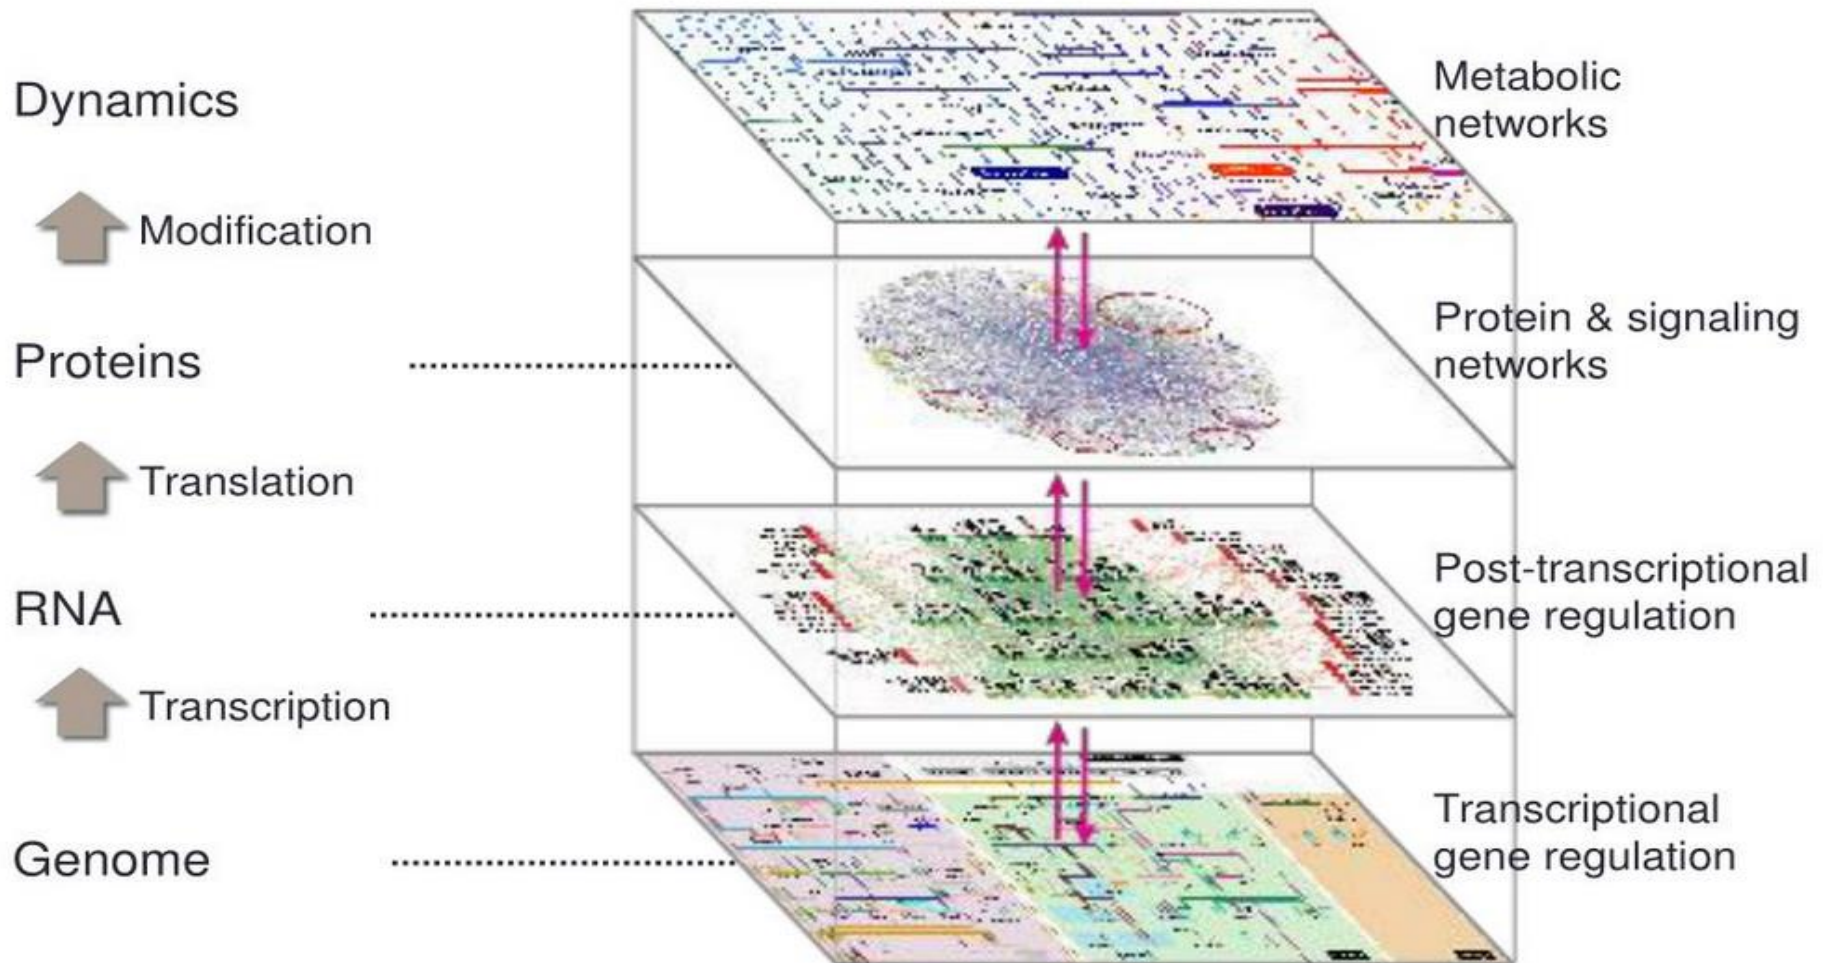 Dynamics
Metabolic
networks
Modification
Proteins
Protein & signaling
networks
Translation
RNA
Post-transcriptional
gene regulation
Transcription
Genome
Transcriptional
gene regulation